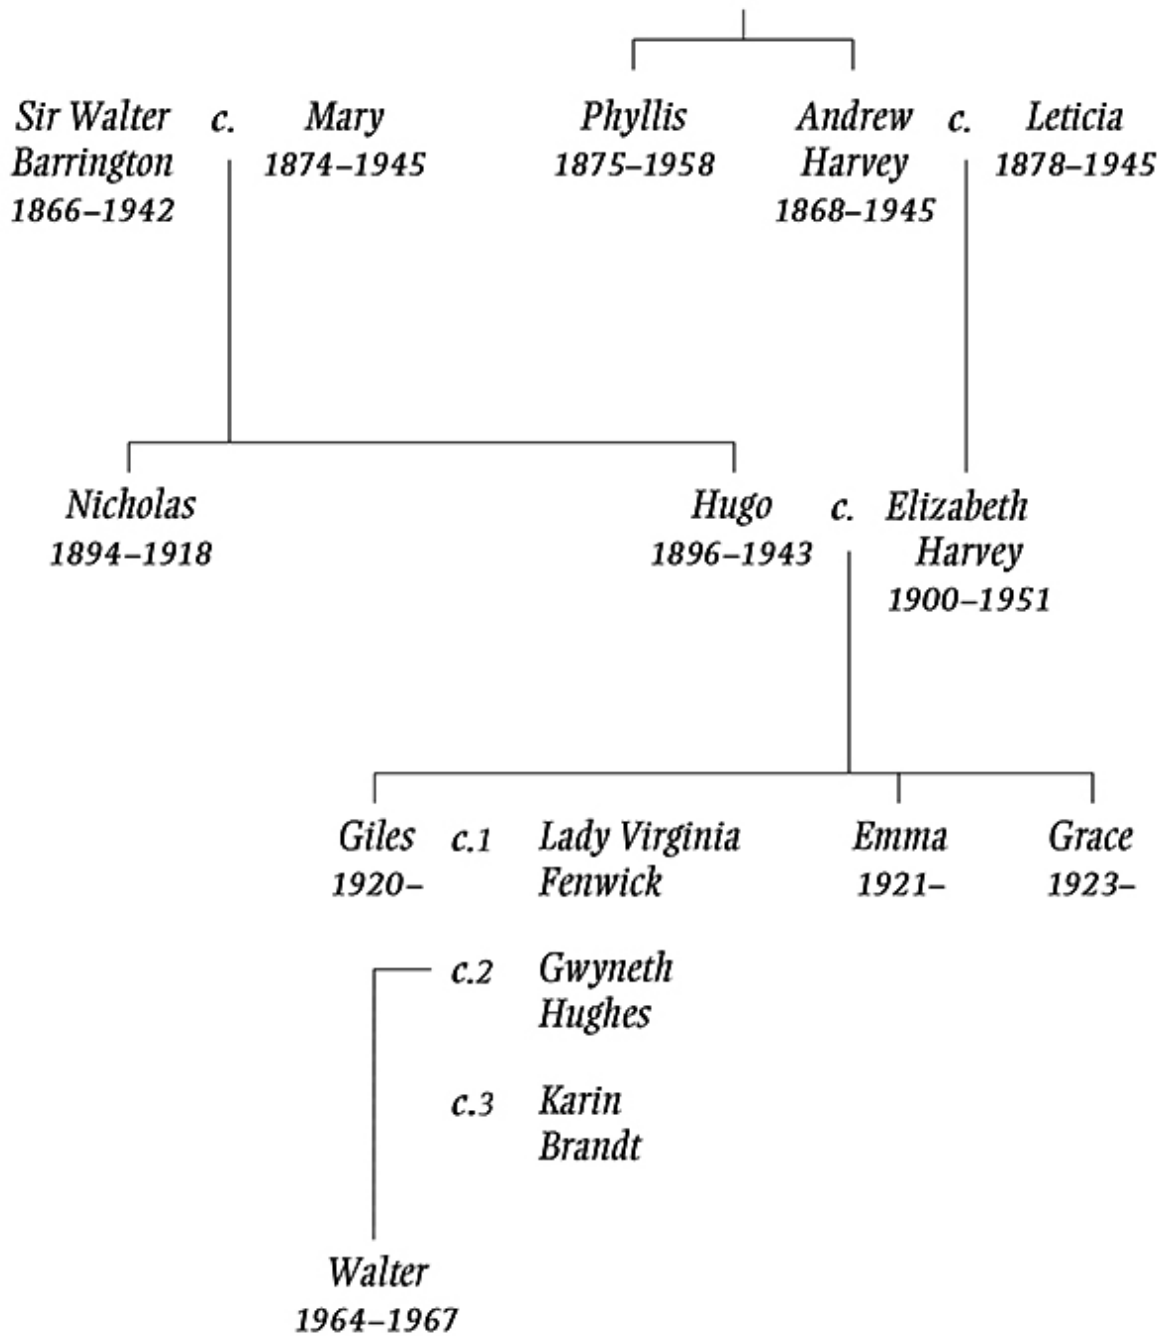 Sir Walter c. Mary Phyllis Andrew c. Leticia
Barrington 1874–1945 1875–1958 Harvey 1878–1945
1866–1942 1868–1945
Nicholas Hugo c. Elizabeth
1894–1918 1896–1943 Harvey
1900–1951
Giles c.1 Lady Virginia Emma Grace
1920– Fenwick 1921– 1923–
c.2 Gwyneth
Hughes
c.3 Karin
Brandt
Walter
1964–1967